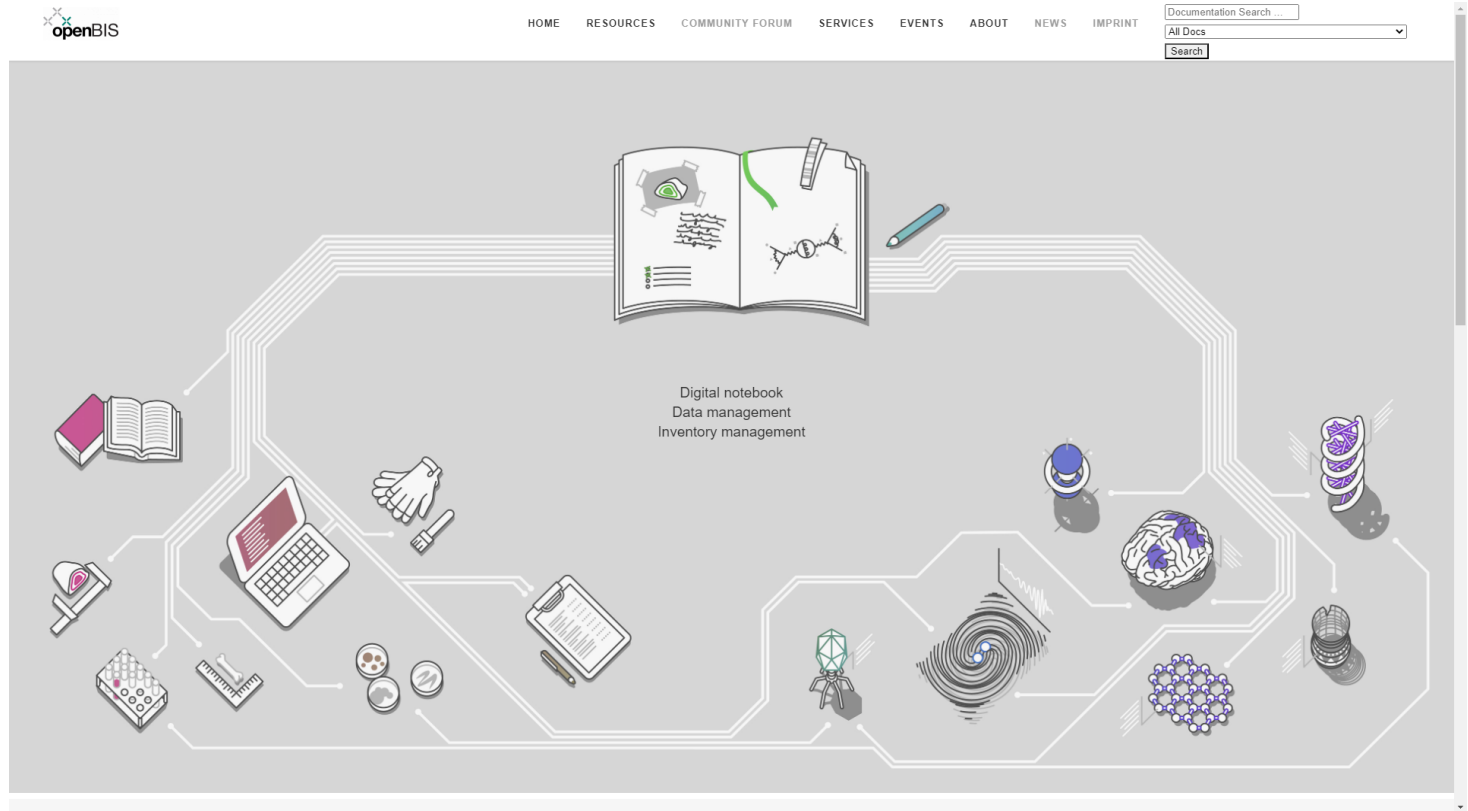 openBIS
HOME RESOURCES COMMUNITY FORUM SERVICES EVENTS ABOUT NEWS IMPRINT
Documentation Search ...
All Docs
Search
Digital notebook
Data management
Inventory management